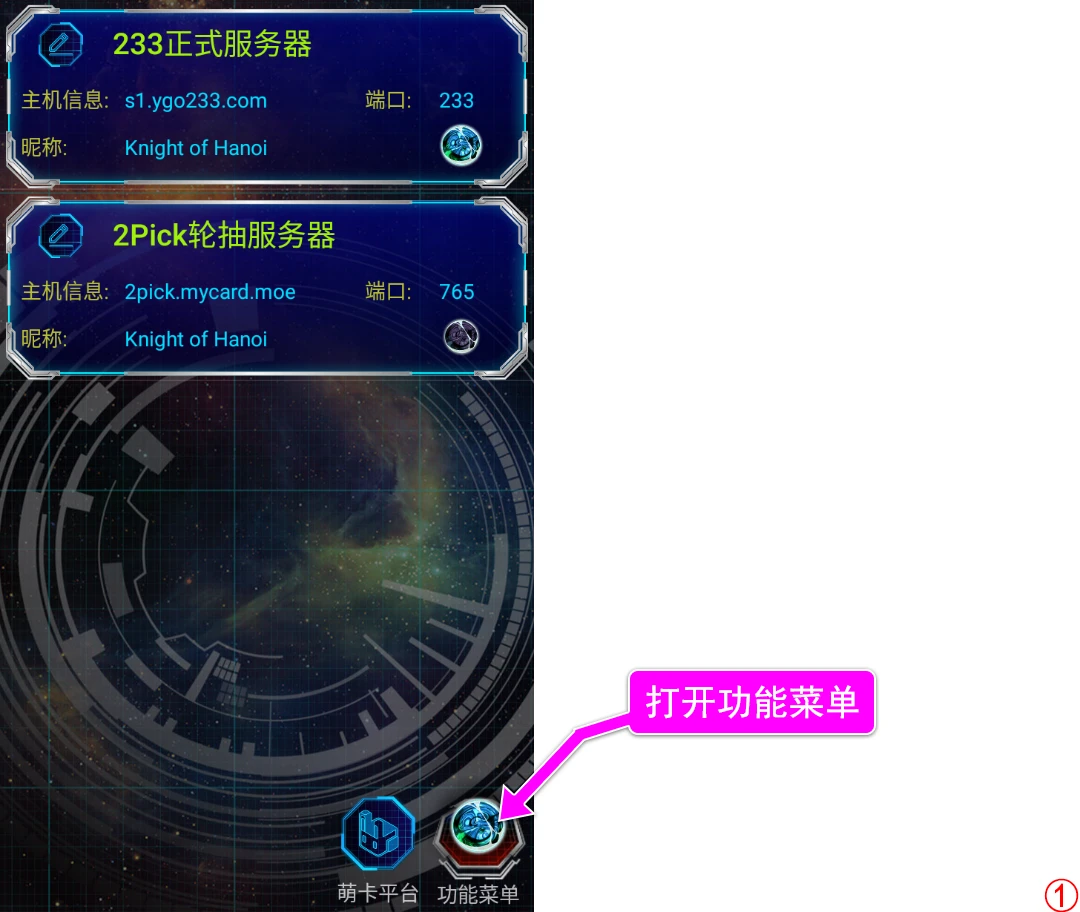 233正式服务器
主机信息: s1.ygo233.com 端口: 233
昵称: Knight of Hanoi
2Pick轮抽服务器
主机信息: 2pick.mycard.moe 端口: 765
昵称: Knight of Hanoi
打开功能菜单
萌卡平台 功能菜单
①